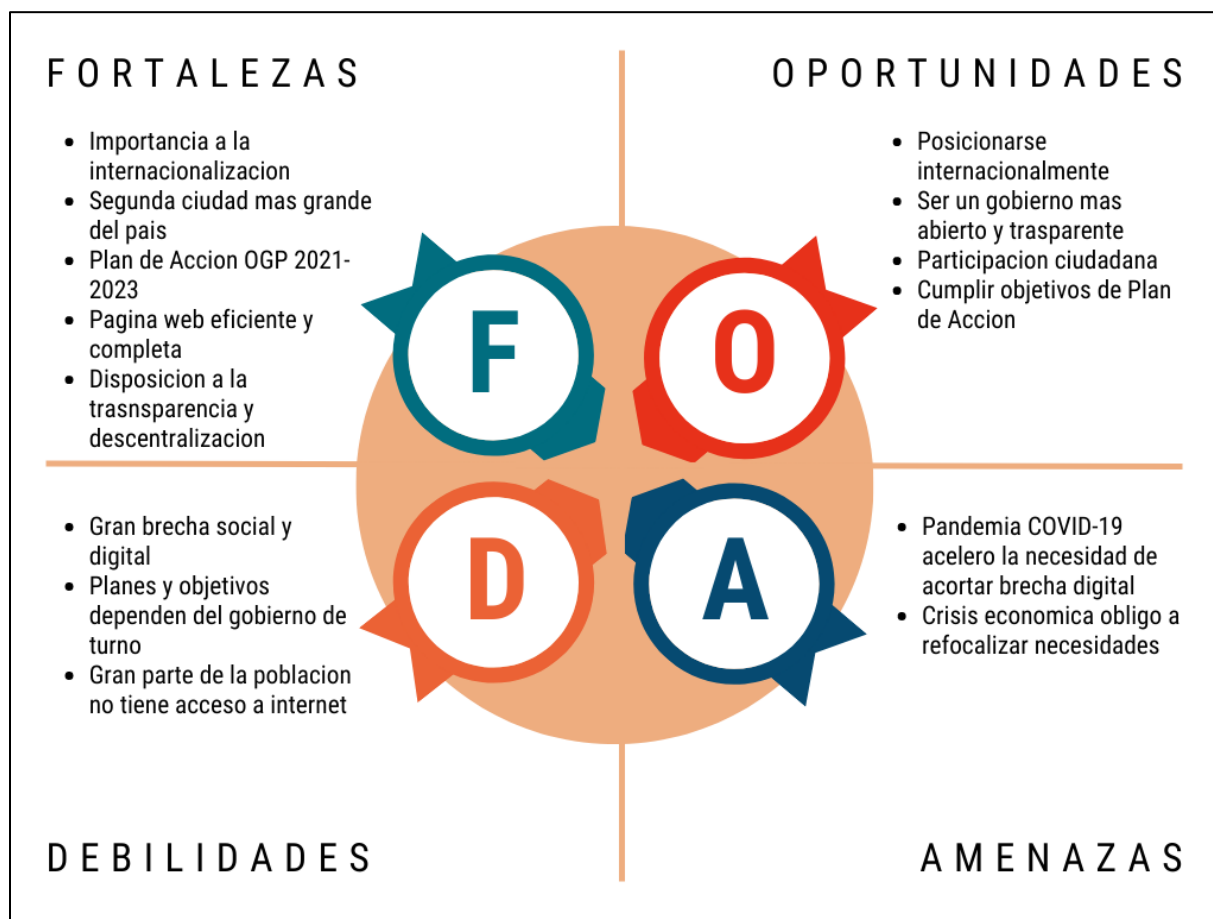 FORTALEZAS
• Importancia a la
internacionalizacion
• Segunda ciudad mas grande
del pais
• Plan de Accion OGP 2021-
2023
• Pagina web eficiente y
completa
• Disposicion a la
trasnsparencia y
descentralizacion
OPORTUNIDADES
• Posicionarse
internacionalmente
• Ser un gobierno mas
abierto y trasparente
• Participacion ciudadana
• Cumplir objetivos de Plan
de Accion
F
O
D
A
• Gran brecha social y
digital
• Planes y objetivos
dependen del gobierno de
turno
• Gran parte de la poblacion
no tiene acceso a internet
DEBILIDADES
• Pandemia COVID-19
acelero la necesidad de
acortar brecha digital
• Crisis economica obligo a
refocalizar necesidades
AMENAZAS